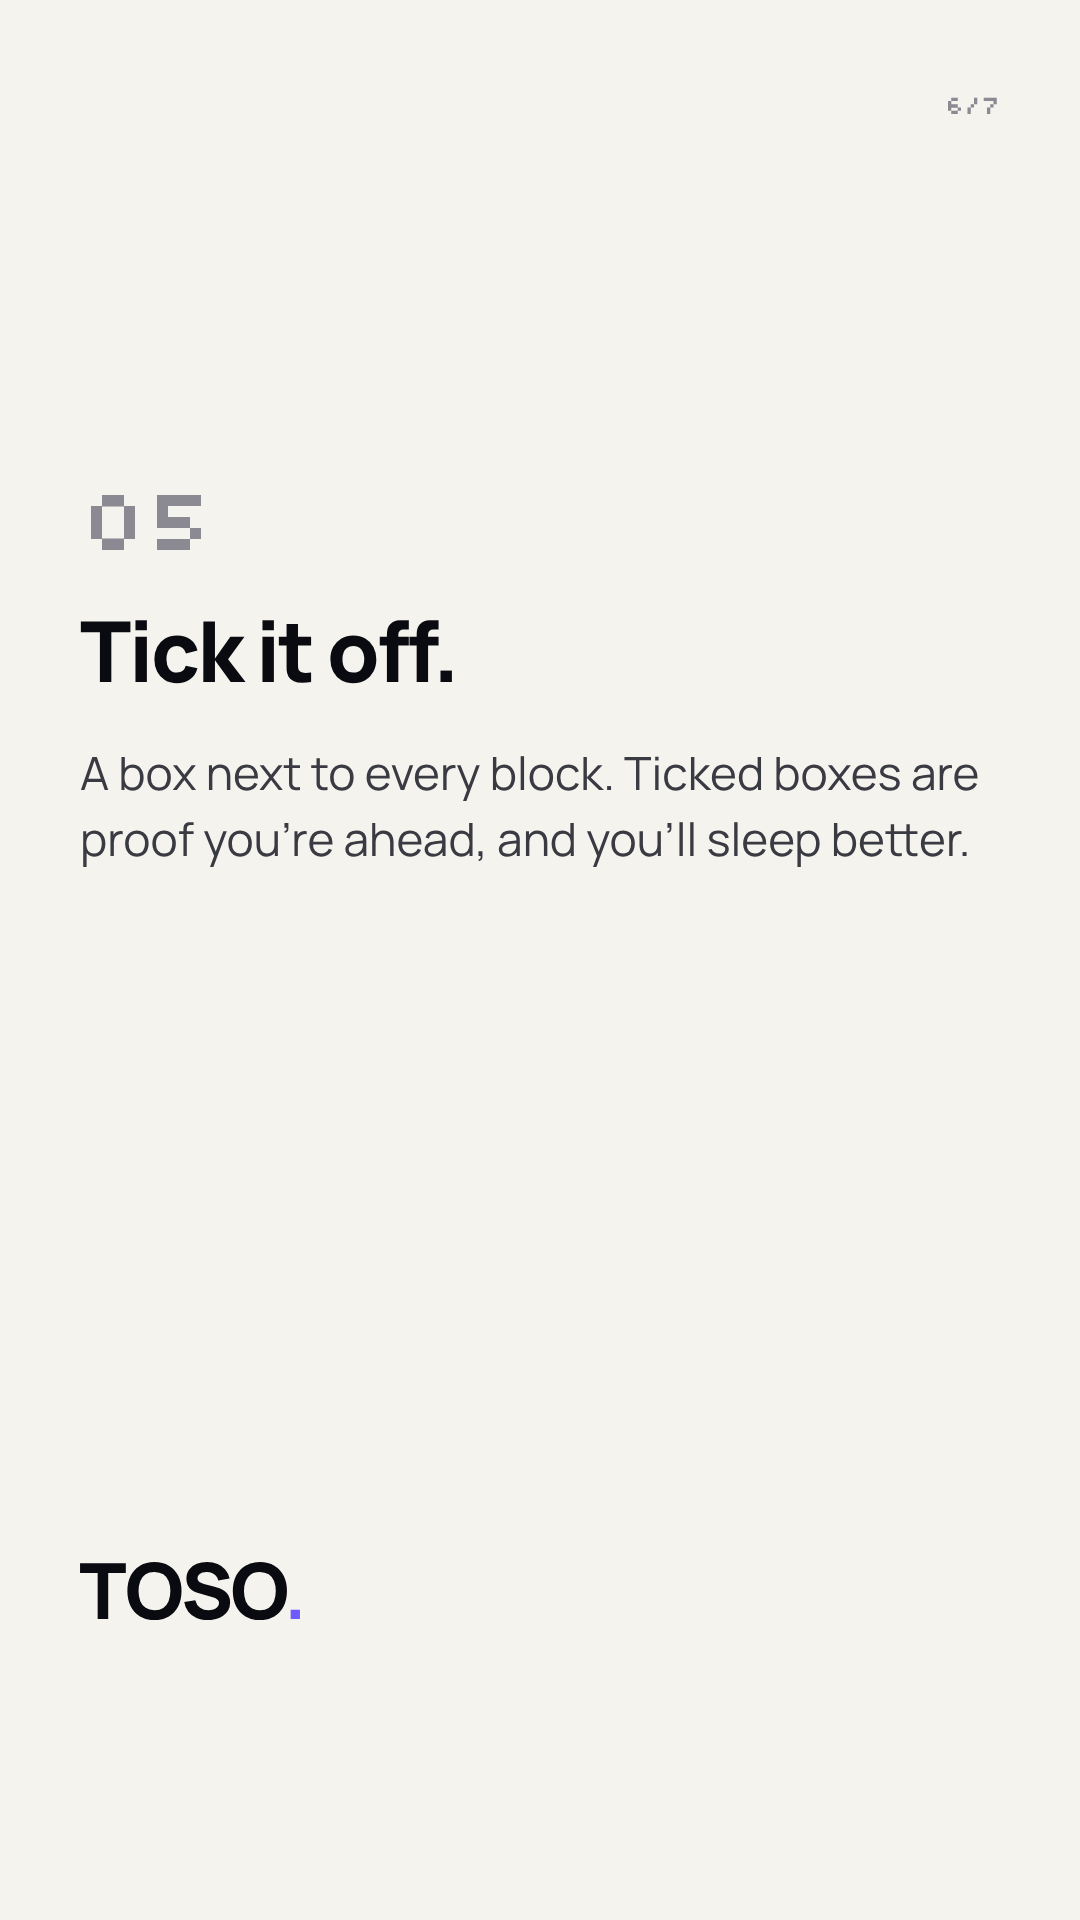 6/7
05
Tick it off.
A box next to every block. Ticked boxes are
proof you’re ahead, and you’ll sleep better.
TOSO.